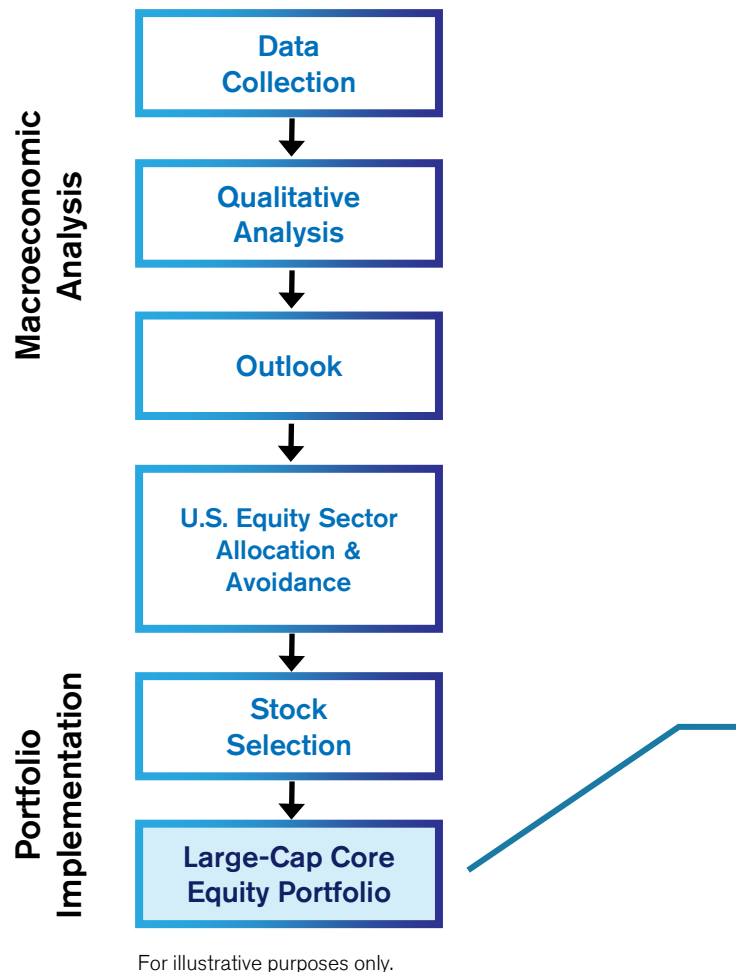 Macroeconomic
Analysis
Data
Collection
Qualitative
Analysis
Outlook
U.S. Equity Sector
Allocation &
Avoidance
Portfolio
Implementation
Stock
Selection
Large-Cap Core
Equity Portfolio
For illustrative purposes only.